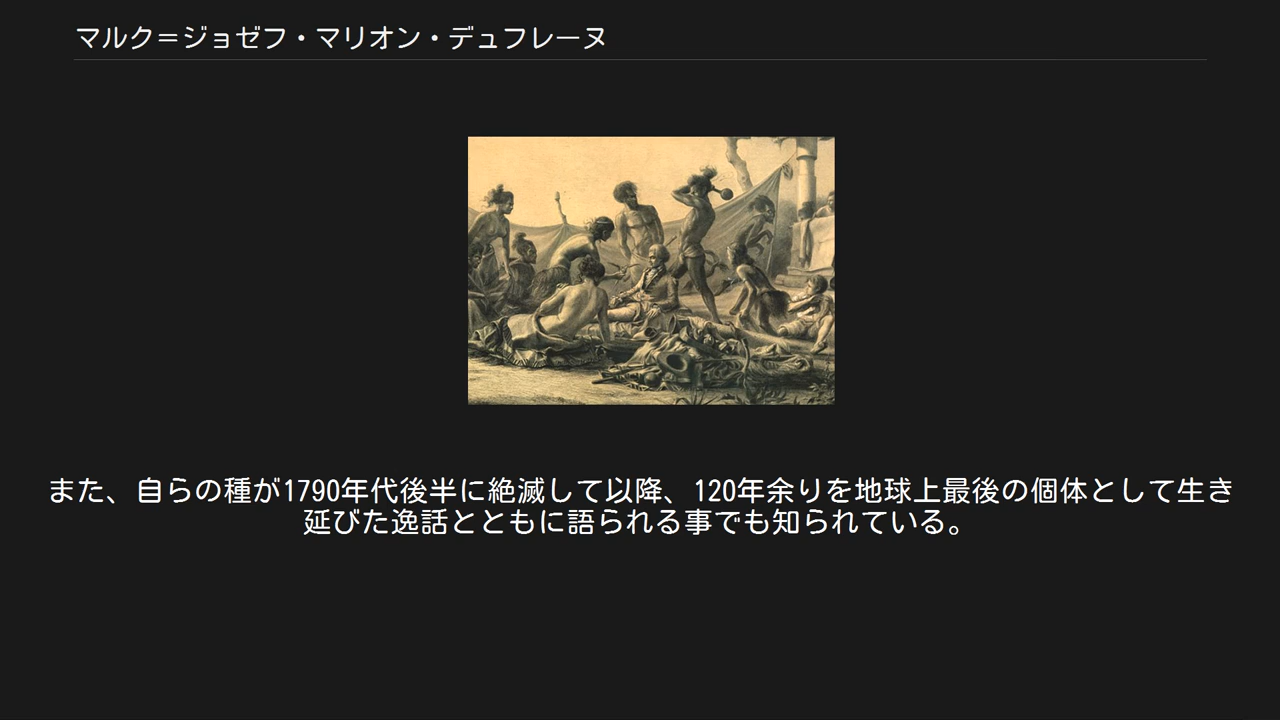 マルク＝ジョゼフ・マリオン・デュフレーヌ
また、自らの種が1790年代後半に絶滅して以降、120年余りを地球上最後の個体として生き
延びた逸話とともに語られる事でも知られている。